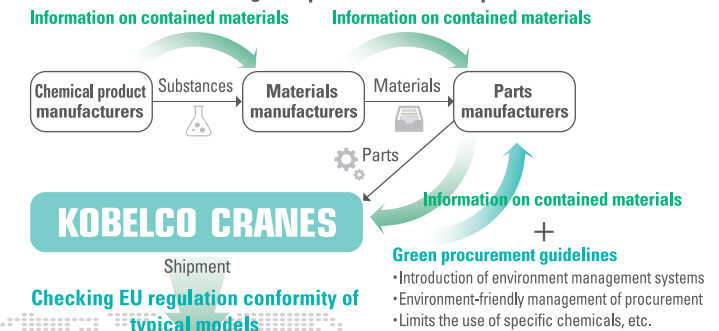 Information on contained materials
Information on contained materials
Chemical product
manufacturers
Substances
Materials
manufacturers
Materials
Parts
manufacturers
Parts
KOBELCO CRANES
Information on contained materials
+
Green procurement guidelines
・Introduction of environment management systems
・Environment-friendly management of procurement
・Limits the use of specific chemicals, etc.
Shipment
Checking EU regulation conformity of
typical models